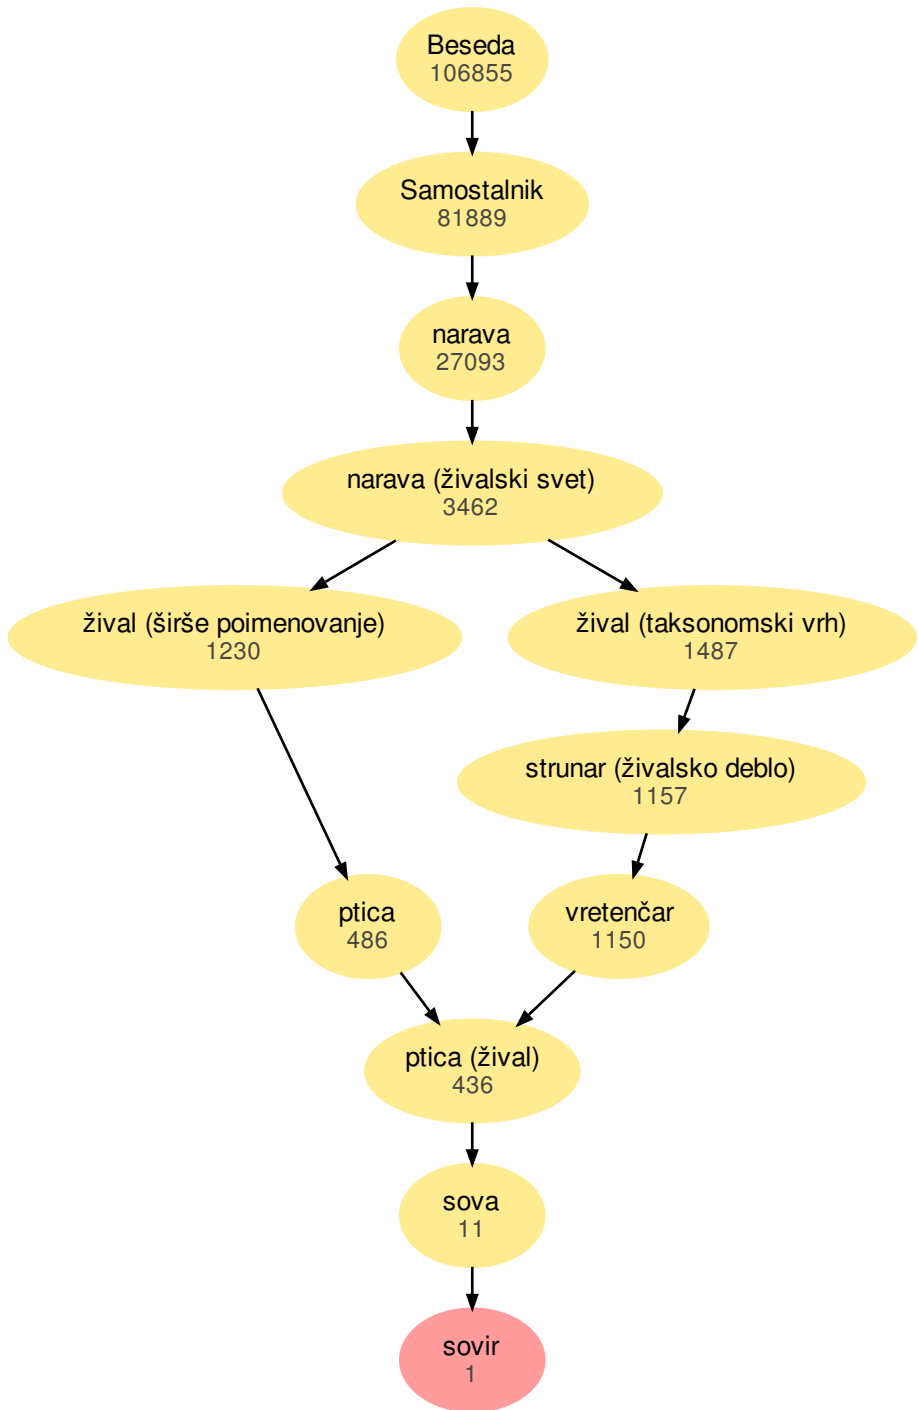 Beseda
106855
Samostalnik
81889
narava
27093
narava (živalski svet)
3462
žival (širše poimenovanje)
1230
žival (taksonomski vrh)
1487
strunar (živalsko deblo)
1157
ptica
486
vretenčar
1150
ptica (žival)
436
sova
11
sovir
1